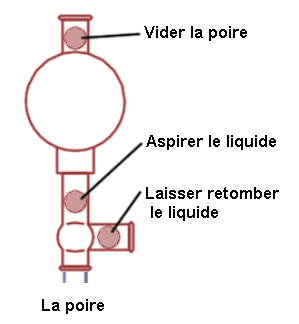 Vider la poire
Aspirer le liquide
Laisser retomber
le liquide
La poire